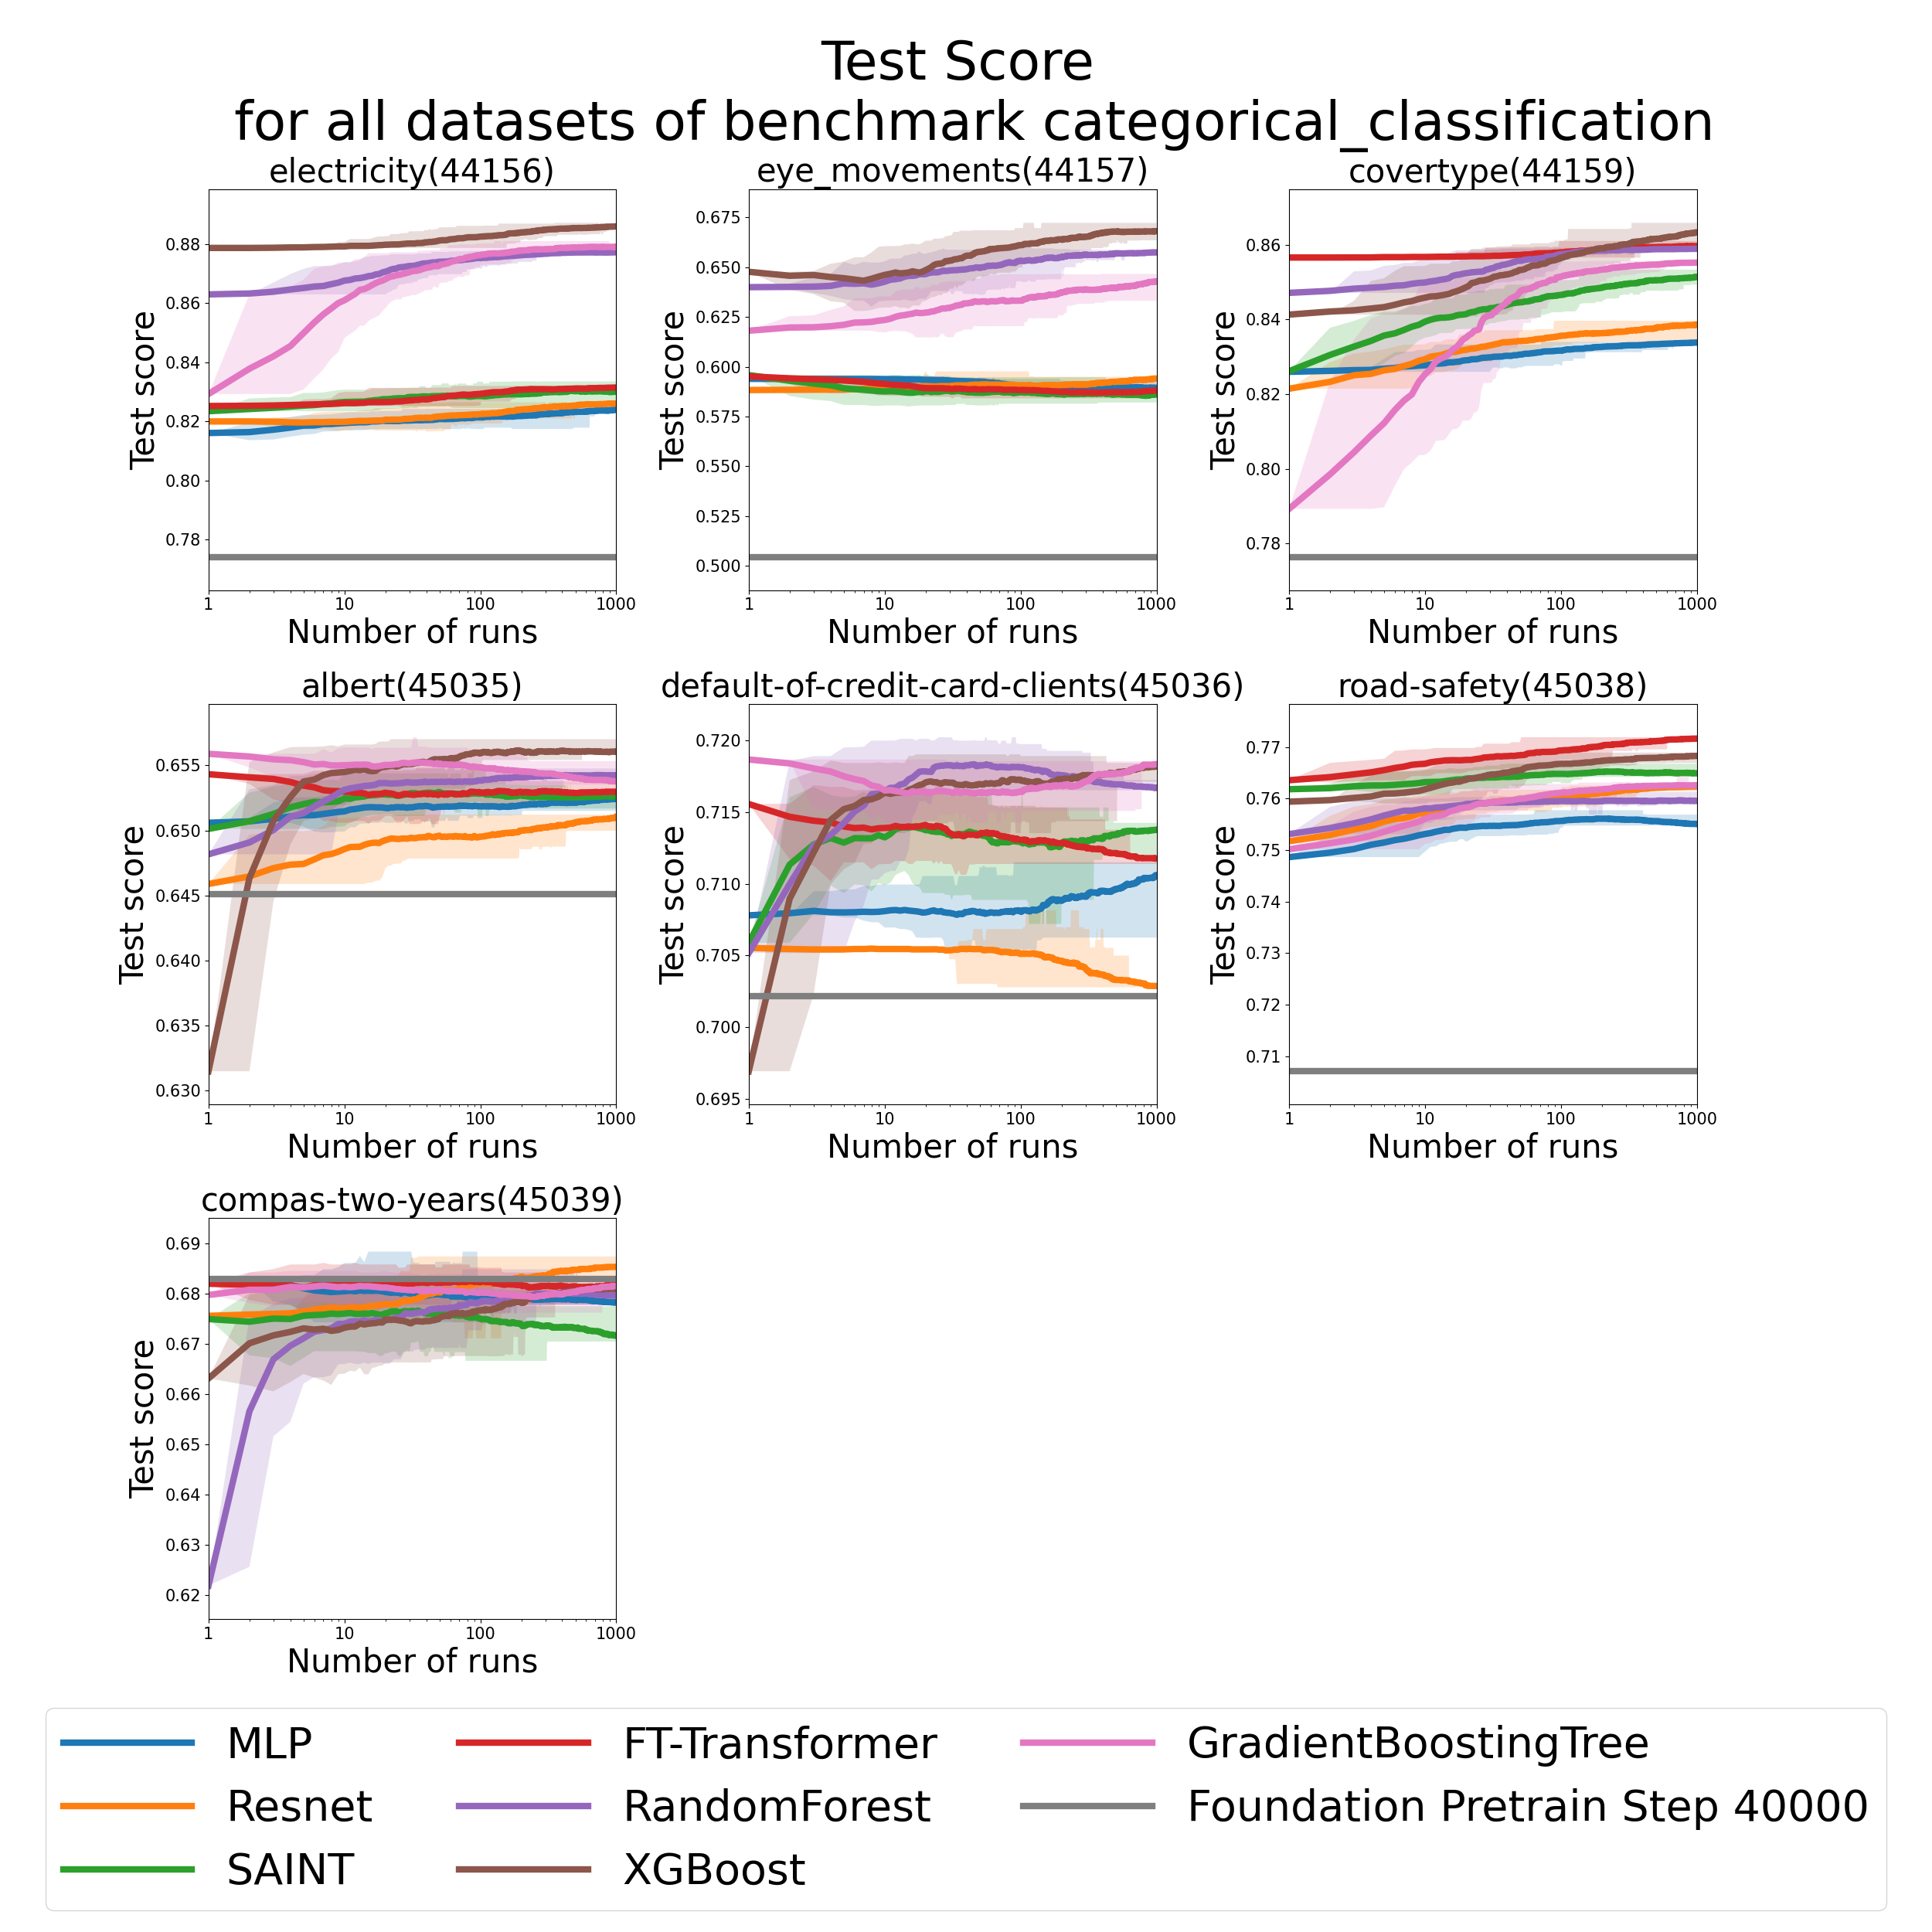 Test Score
for all datasets of benchmark categorical_classification
electricity(44156)
Test score
0.88
0.86
0.84
0.82
0.80
0.78
1 10 100 1000
Number of runs
eye_movements(44157)
Test score
0.675
0.650
0.625
0.600
0.575
0.550
0.525
0.500
1 10 100 1000
Number of runs
covertype(44159)
Test score
0.86
0.84
0.82
0.80
0.78
1 10 100 1000
Number of runs
albert(45035)
Test score
0.655
0.650
0.645
0.640
0.635
0.630
1 10 100 1000
Number of runs
default-of-credit-card-clients(45036)
Test score
0.720
0.715
0.710
0.705
0.700
0.695
1 10 100 1000
Number of runs
road-safety(45038)
Test score
0.77
0.76
0.75
0.74
0.73
0.72
0.71
1 10 100 1000
Number of runs
compas-two-years(45039)
Test score
0.69
0.68
0.67
0.66
0.65
0.64
0.63
0.62
1 10 100 1000
Number of runs
MLP
Resnet
SAINT
FT-Transformer
RandomForest
XGBoost
GradientBoostingTree
Foundation Pretrain Step 40000